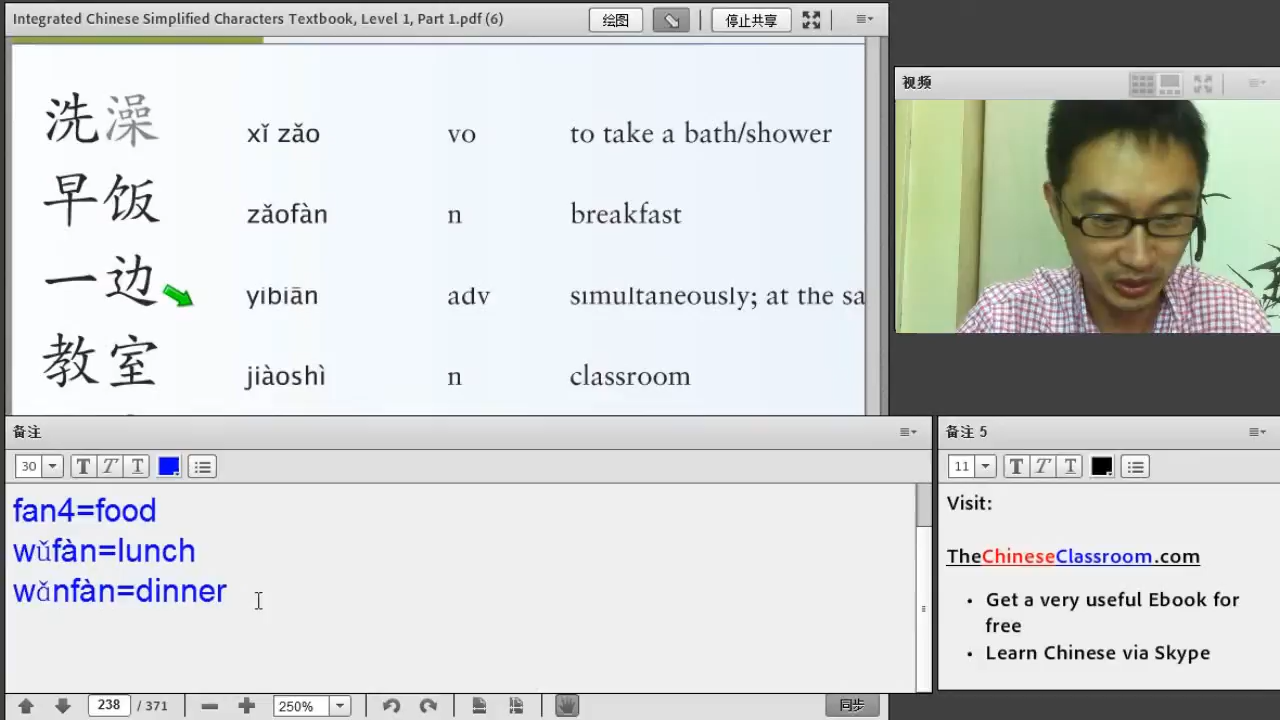 Integrated Chinese Simplified Characters Textbook, Level 1, Part 1.pdf (6)
绘图
停止共享
洗澡 xǐ zǎo vo to take a bath/shower
早饭 zǎofàn n breakfast
一边 yìbiān adv simultaneously; at the sa
教室 jiàoshì n classroom
视频
备注
30 T T T
fan4=food
wǔfàn=lunch
wǎnfàn=dinner
238 / 371 250% 同步
备注 5
11 T T T
Visit:
TheChineseClassroom.com
• Get a very useful Ebook for
free
• Learn Chinese via Skype